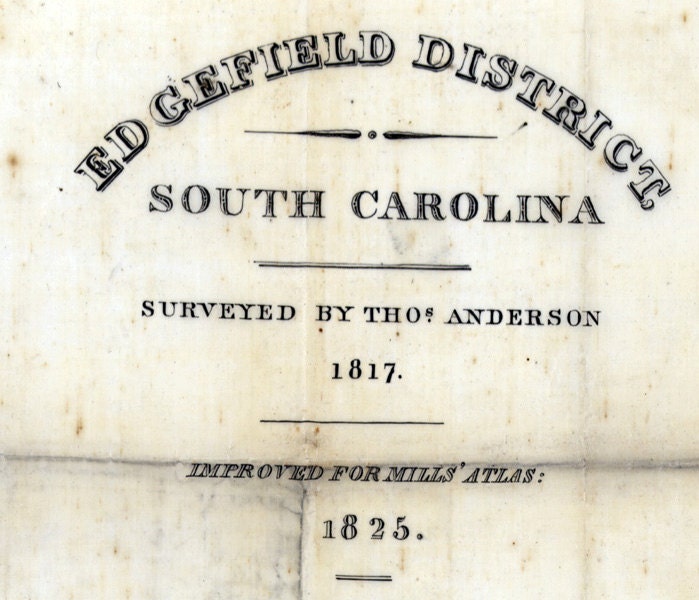 EDGEFIELD DISTRICT,
SOUTH CAROLINA
SURVEYED BY THOs. ANDERSON
1817.
IMPROVED FOR MILLS' ATLAS:
1825.